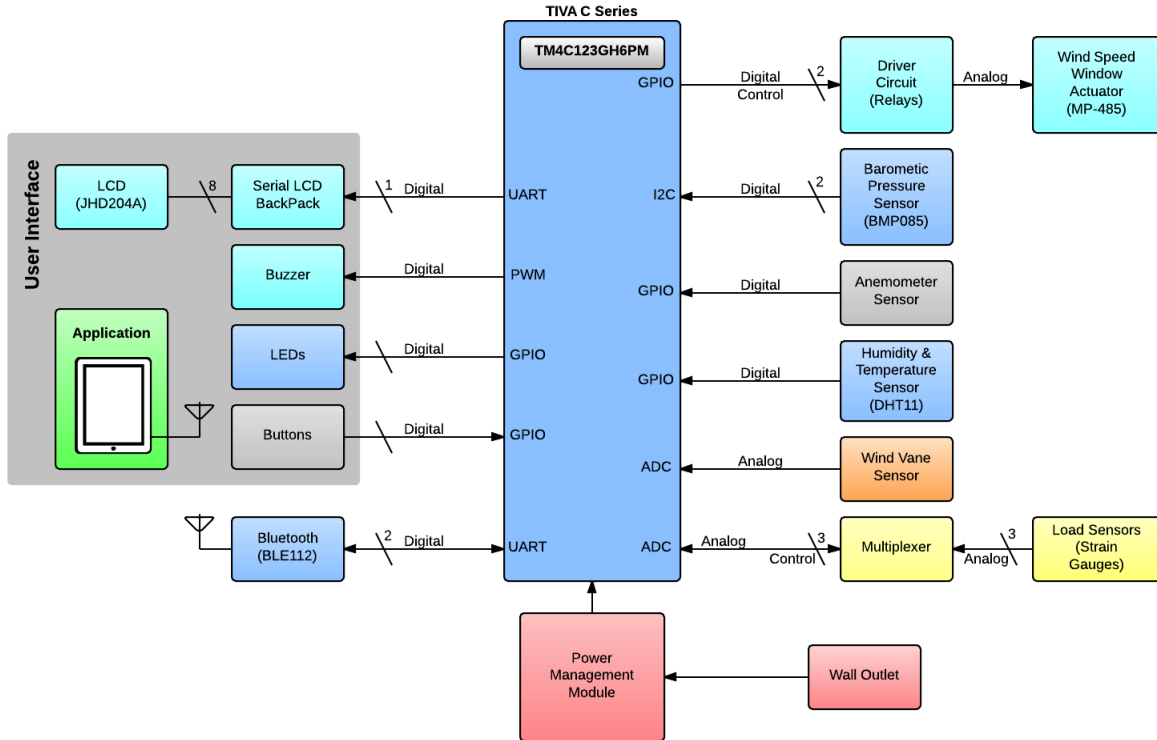 TIVA C Series
TM4C123GH6PM
GPIO
Digital
Control
2
Driver
Circuit
(Relays)
Analog
Wind Speed
Window
Actuator
(MP-485)
User Interface
LCD
(JHD204A)
8
Serial LCD
BackPack
1
Digital
UART
I2C
Digital
2
Barometic
Pressure
Sensor
(BMP085)
Buzzer
Digital
PWM
GPIO
Digital
Anemometer
Sensor
Application
LEDs
Digital
GPIO
GPIO
Digital
Humidity &
Temperature
Sensor
(DHT11)
Buttons
Digital
GPIO
ADC
Analog
Wind Vane
Sensor
Bluetooth
(BLE112)
2
Digital
UART
ADC
Analog
Control
3
Multiplexer
3
Analog
Load Sensors
(Strain
Gauges)
Power
Management
Module
Wall Outlet